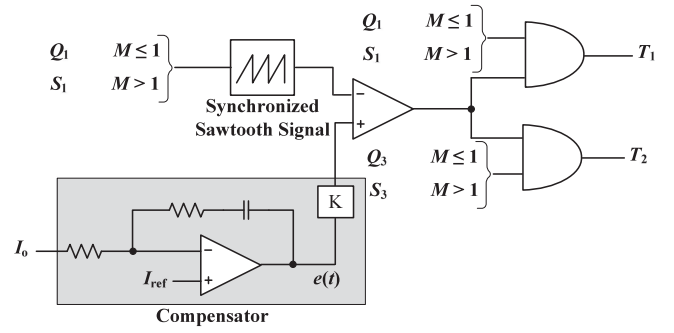 Q1 M ≤ 1
S1 M > 1
Synchronized
Sawtooth Signal
−
+
Q1 M ≤ 1
S1 M > 1
T1
Q3 M ≤ 1
S3 M > 1
T2
K
Io
−
+
Iref
e(t)
Compensator